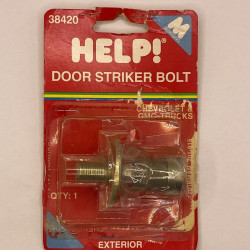 38420
HELP!
DOOR STRIKER BOLT
CHEVROLET &
GMC TRUCKS
QTY: 1
EXTERIOR